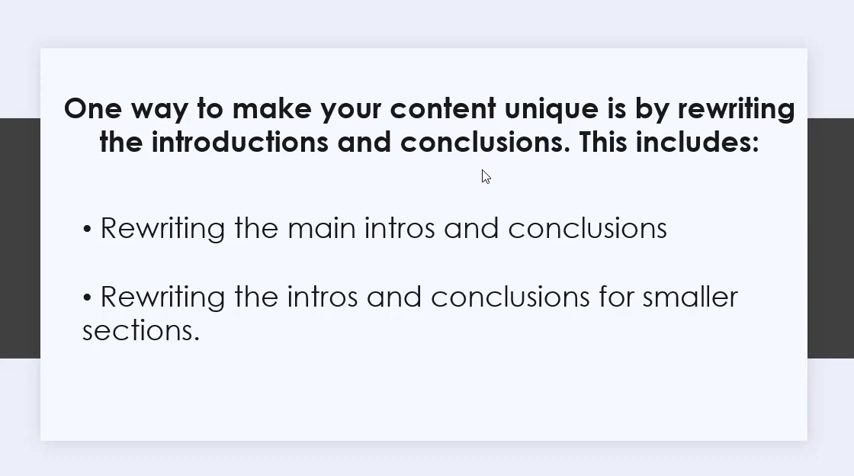 One way to make your content unique is by rewriting
the introductions and conclusions. This includes:
• Rewriting the main intros and conclusions
• Rewriting the intros and conclusions for smaller
sections.